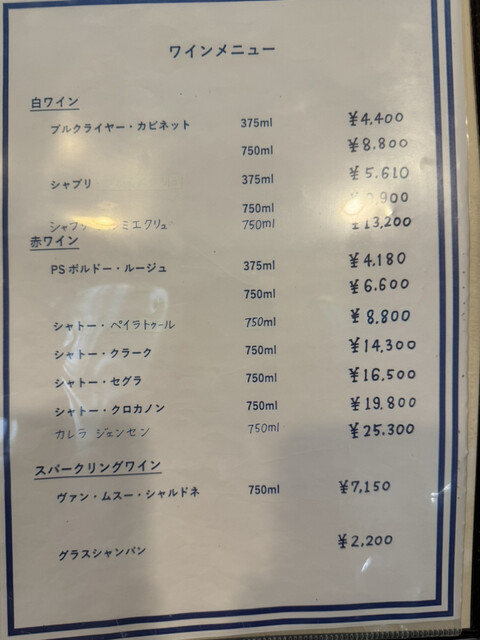 ワインメニュー
白ワイン
ブルクライヤー・カビネット 375ml ¥4,400
750ml ¥8,800
シャブリ 375ml ¥5,610
750ml
750ml ¥13,200
赤ワイン
PSボルドー・ルージュ 375ml ¥4,180
750ml ¥6,600
シャトー・ペイラトゥール 750ml ¥8,800
シャトー・クラーク 750ml ¥14,300
シャトー・セグラ 750ml ¥16,500
シャトー・クロカノン 750ml ¥19,800
カレラ ジェンセン 750ml ¥25,300
スパークリングワイン
ヴァン・ムスー・シャルドネ 750ml ¥7,150
グラスシャンパン ¥2,200